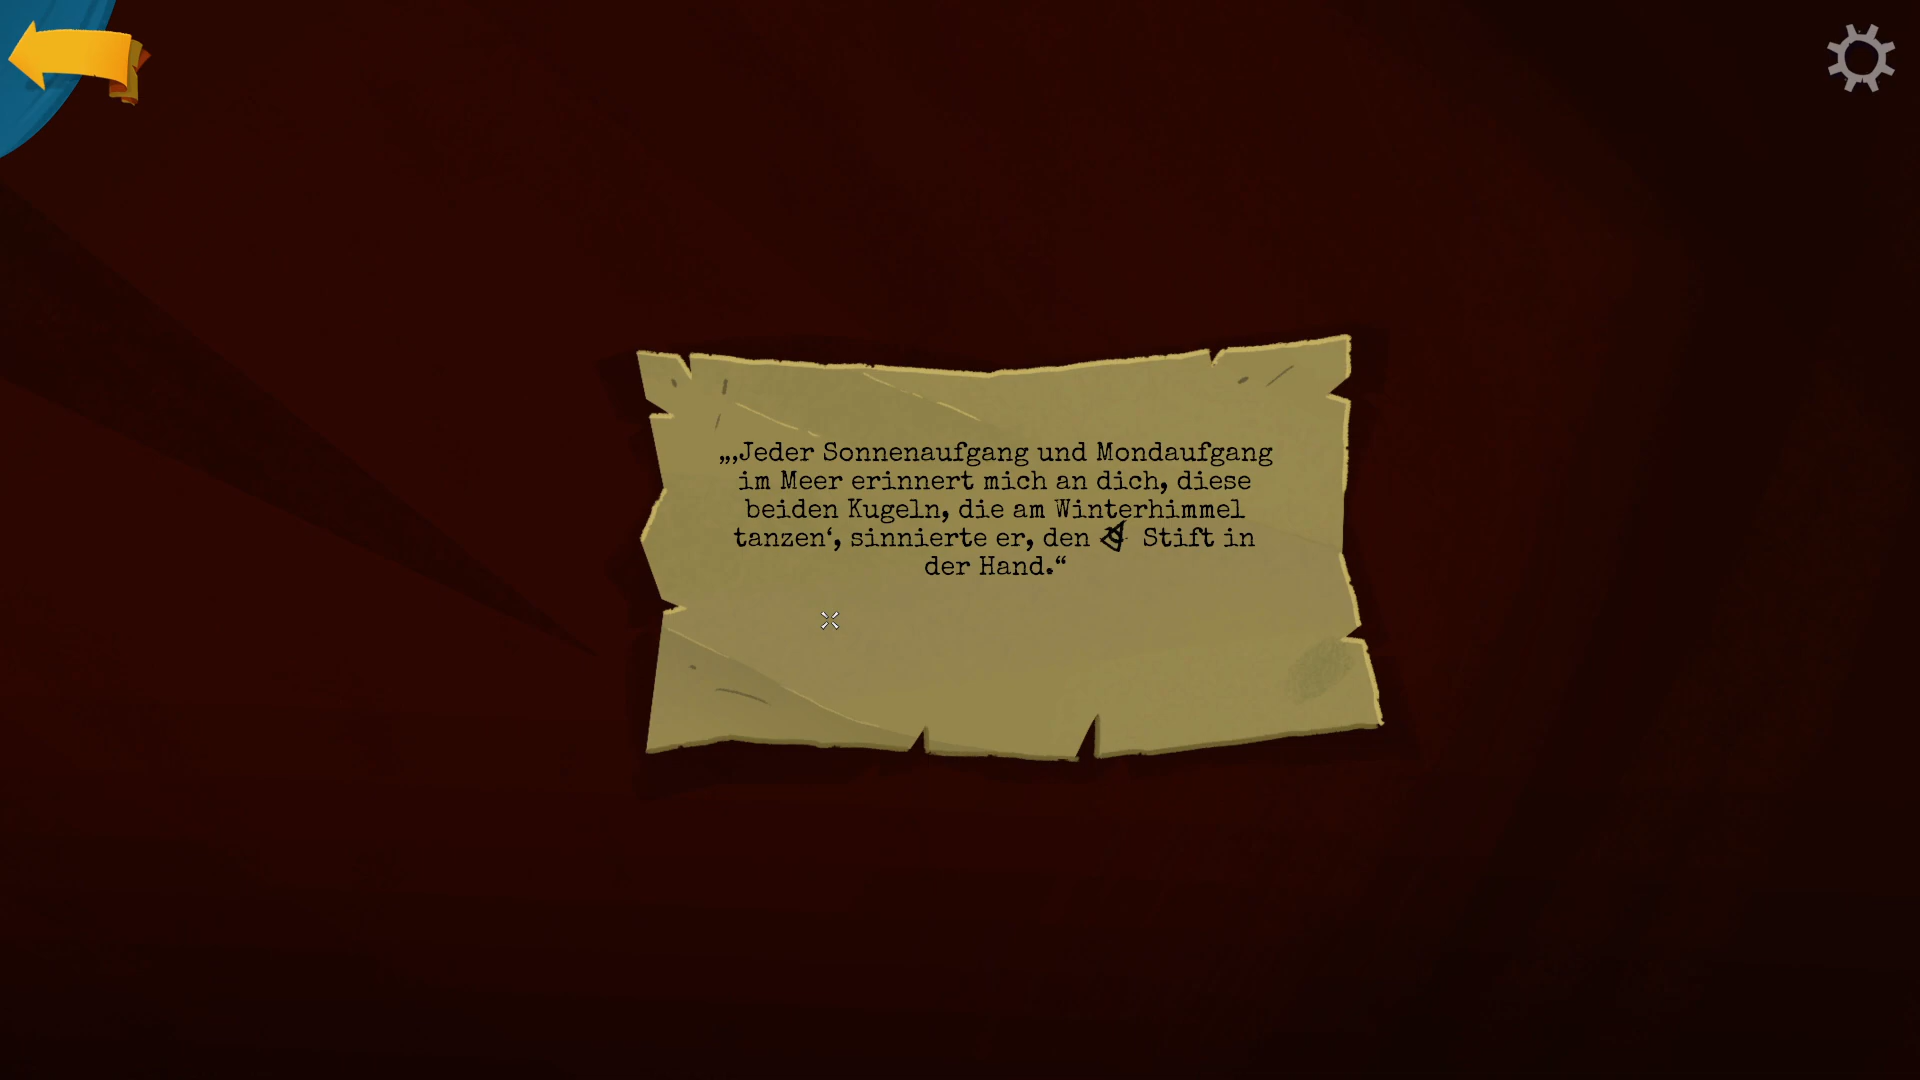 „‚Jeder Sonnenaufgang und Mondaufgang
im Meer erinnert mich an dich, diese
beiden Kugeln, die am Winterhimmel
tanzen‘, sinnierte er, den Stift in
der Hand.“